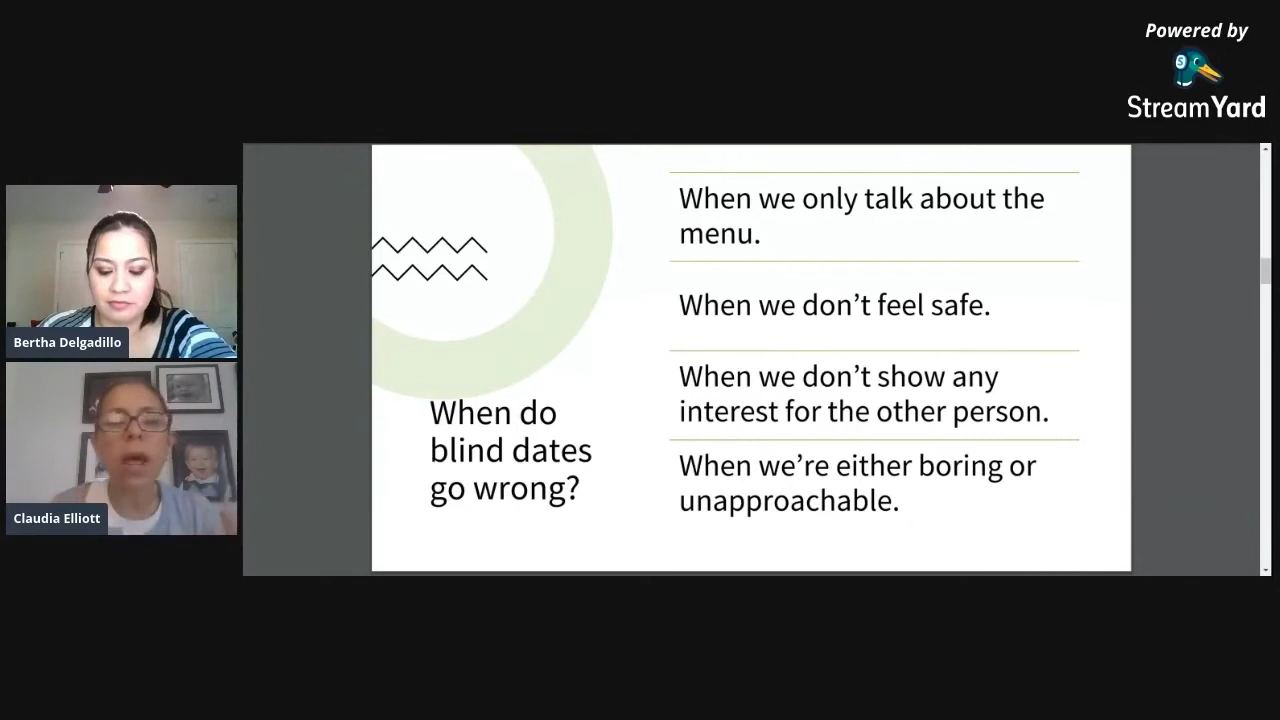 Powered by
StreamYard
Bertha Delgadillo
Claudia Elliott
When do
blind dates
go wrong?
When we only talk about the
menu.
When we don’t feel safe.
When we don’t show any
interest for the other person.
When we’re either boring or
unapproachable.